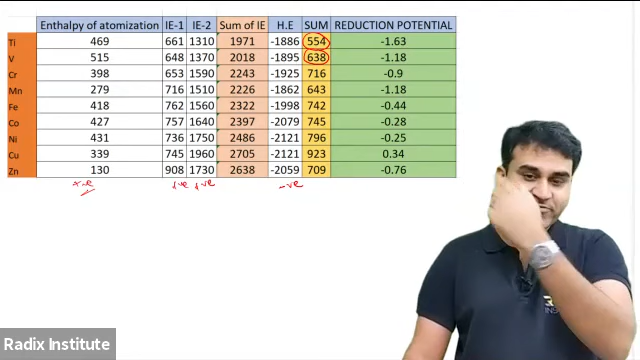 Enthalpy of atomization IE-1 IE-2 Sum of IE H.E SUM REDUCTION POTENTIAL
Ti 469 661 1310 1971 -1886 554 -1.63
V 515 648 1370 2018 -1895 638 -1.18
Cr 398 653 1590 2243 -1925 716 -0.9
Mn 279 716 1510 2226 -1862 643 -1.18
Fe 418 762 1560 2322 -1998 742 -0.44
Co 427 757 1640 2397 -2079 745 -0.28
Ni 431 736 1750 2486 -2121 796 -0.25
Cu 339 745 1960 2705 -2121 923 0.34
Zn 130 908 1730 2638 -2059 709 -0.76
+ve +ve +ve -ve
Radix Institute